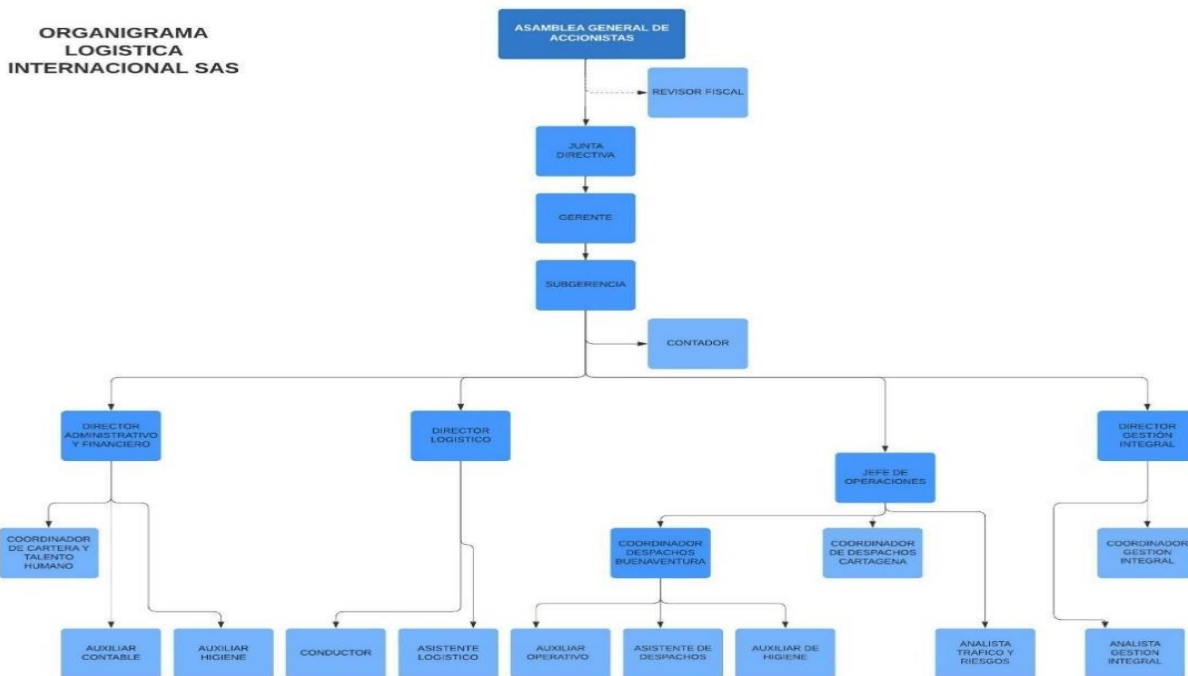 ORGANIGRAMA
LOGISTICA
INTERNACIONAL SAS
ASAMBLEA GENERAL DE
ACCIONISTAS
REVISOR FISCAL
JUNTA
DIRECTIVA
GERENTE
SUBGERENCIA
CONTADOR
DIRECTOR
ADMINISTRATIVO
Y FINANCIERO
DIRECTOR
LOGISTICO
JEFE DE
OPERACIONES
DIRECTOR
GESTIÓN
INTEGRAL
COORDINADOR
DE CARTERA Y
TALENTO
HUMANO
COORDINADOR
DESPACHOS
BUENAVENTURA
COORDINADOR
DE DESPACHOS
CARTAGENA
COORDINADOR
GESTION
INTEGRAL
AUXILIAR
CONTABLE
AUXILIAR
HIGIENE
CONDUCTOR
ASISTENTE
LOGISTICO
AUXILIAR
OPERATIVO
ASISTENTE DE
DESPACHOS
AUXILIAR DE
HIGIENE
ANALISTA
TRAFICO Y
RIESGOS
ANALISTA
GESTION
INTEGRAL